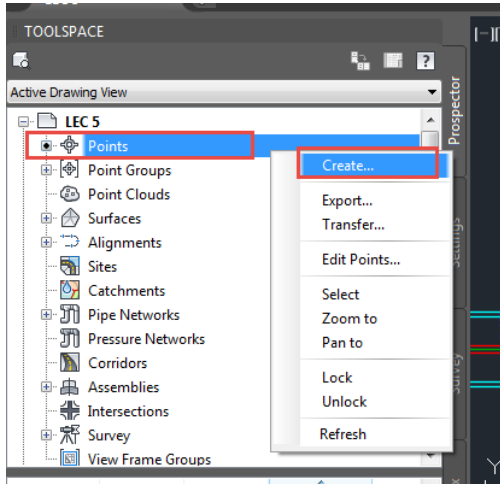 TOOLSPACE
?
Active Drawing View
LEC 5
Points
Point Groups
Point Clouds
Surfaces
Alignments
Sites
Catchments
Pipe Networks
Pressure Networks
Corridors
Assemblies
Intersections
Survey
View Frame Groups
Create...
Export...
Transfer...
Edit Points...
Select
Zoom to
Pan to
Lock
Unlock
Refresh
Prospector
Settings
Survey
Y